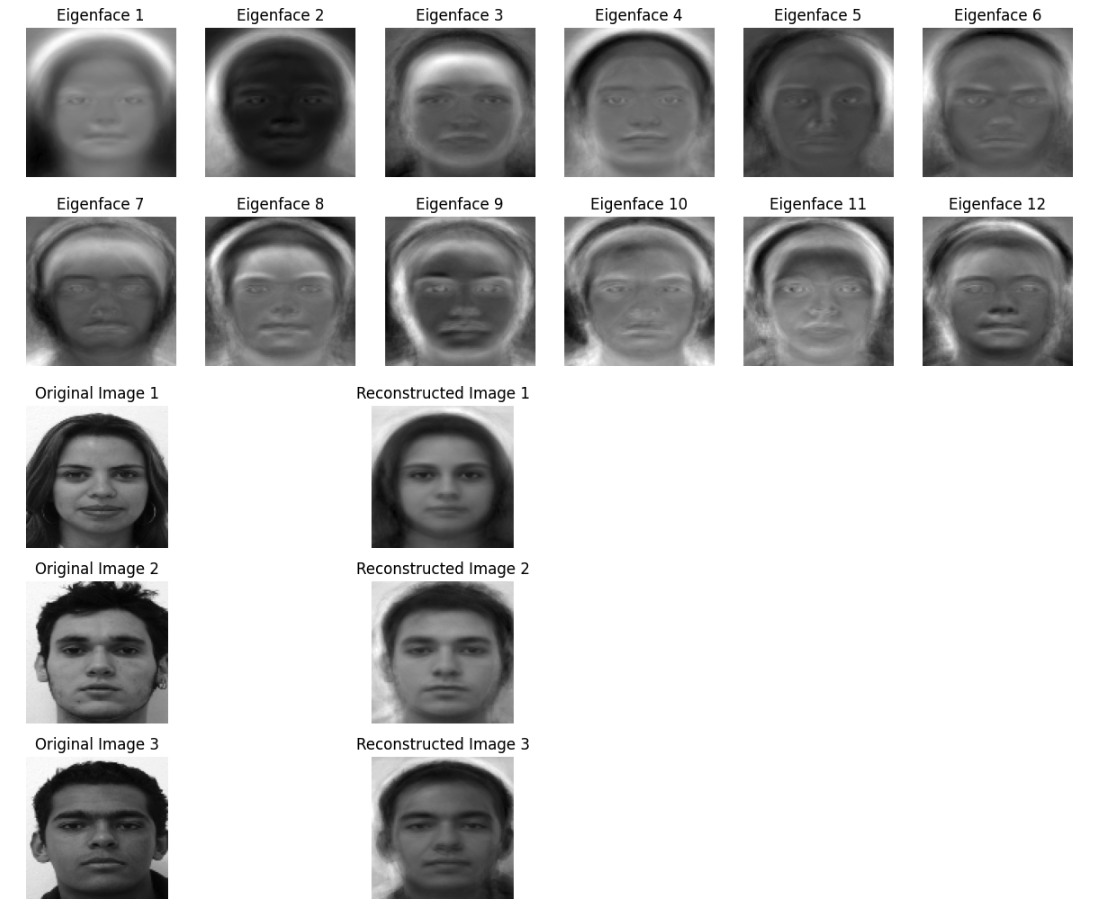 Eigenface 1 Eigenface 2 Eigenface 3 Eigenface 4 Eigenface 5 Eigenface 6
Eigenface 7 Eigenface 8 Eigenface 9 Eigenface 10 Eigenface 11 Eigenface 12
Original Image 1 Reconstructed Image 1
Original Image 2 Reconstructed Image 2
Original Image 3 Reconstructed Image 3